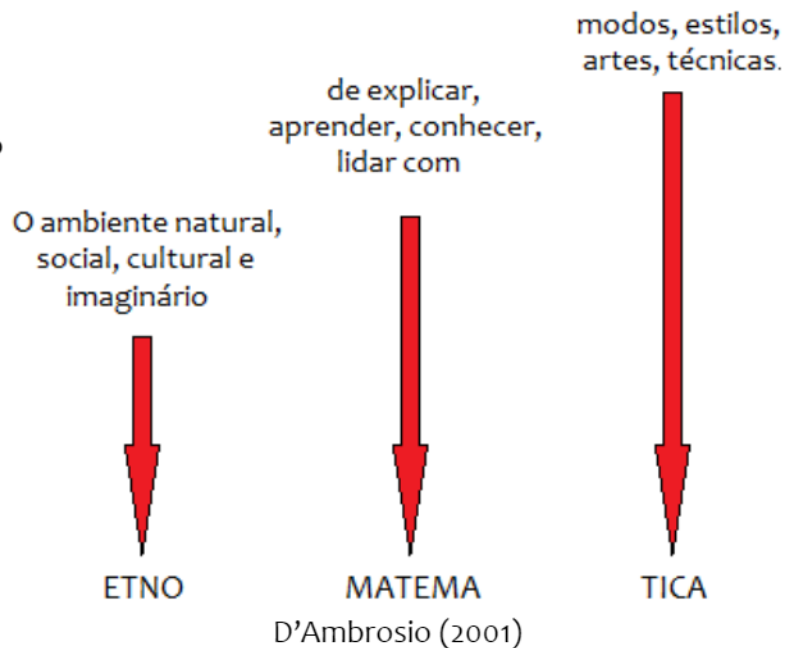 modos, estilos,
artes, técnicas.
de explicar,
aprender, conhecer,
lidar com
O ambiente natural,
social, cultural e
imaginário
ETNO MATEMA TICA
D'Ambrosio (2001)